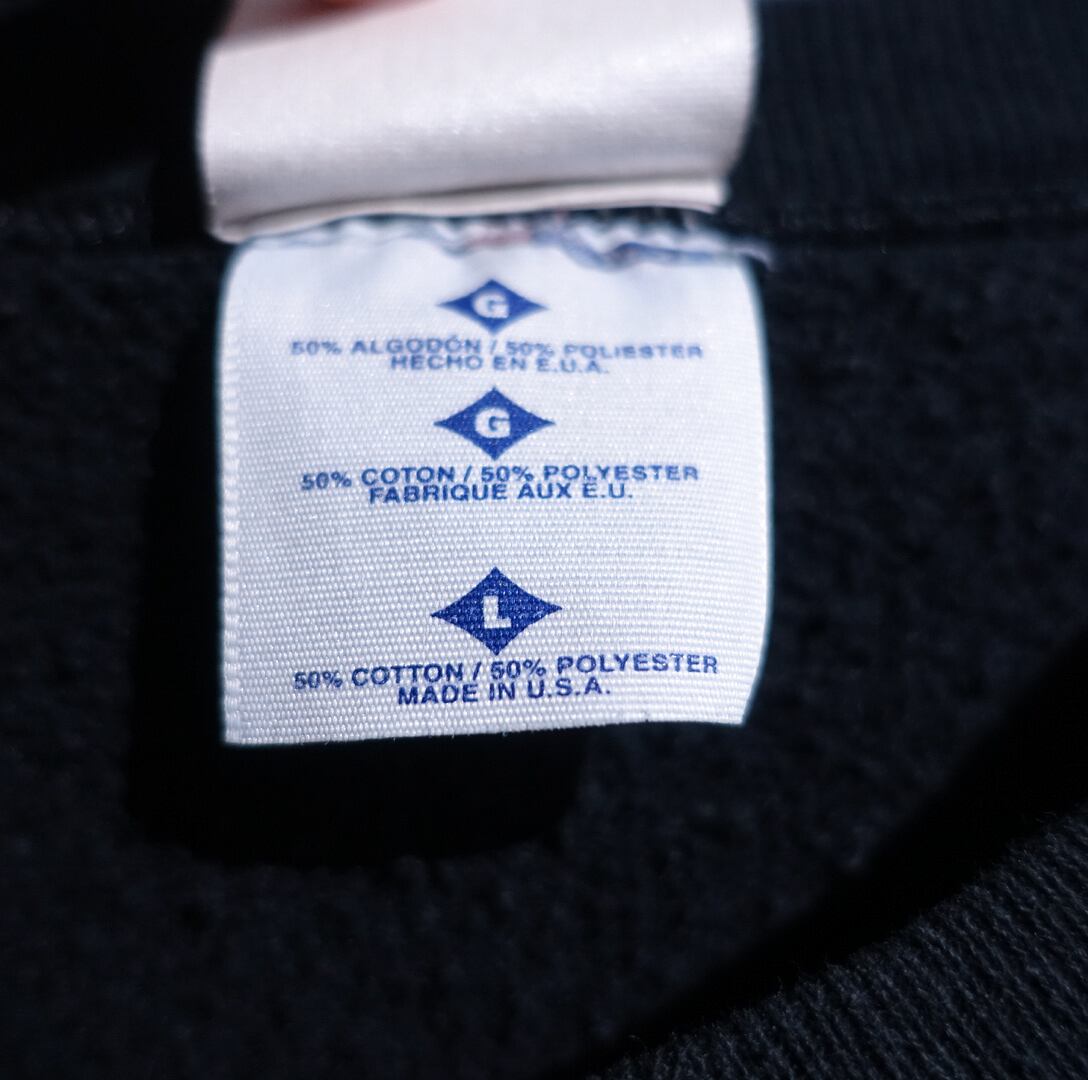 G
50% ALGODÓN / 50% POLIESTER
HECHO EN E.U.A.
G
50% COTON / 50% POLYESTER
FABRIQUE AUX E.U.
L
50% COTTON / 50% POLYESTER
MADE IN U.S.A.